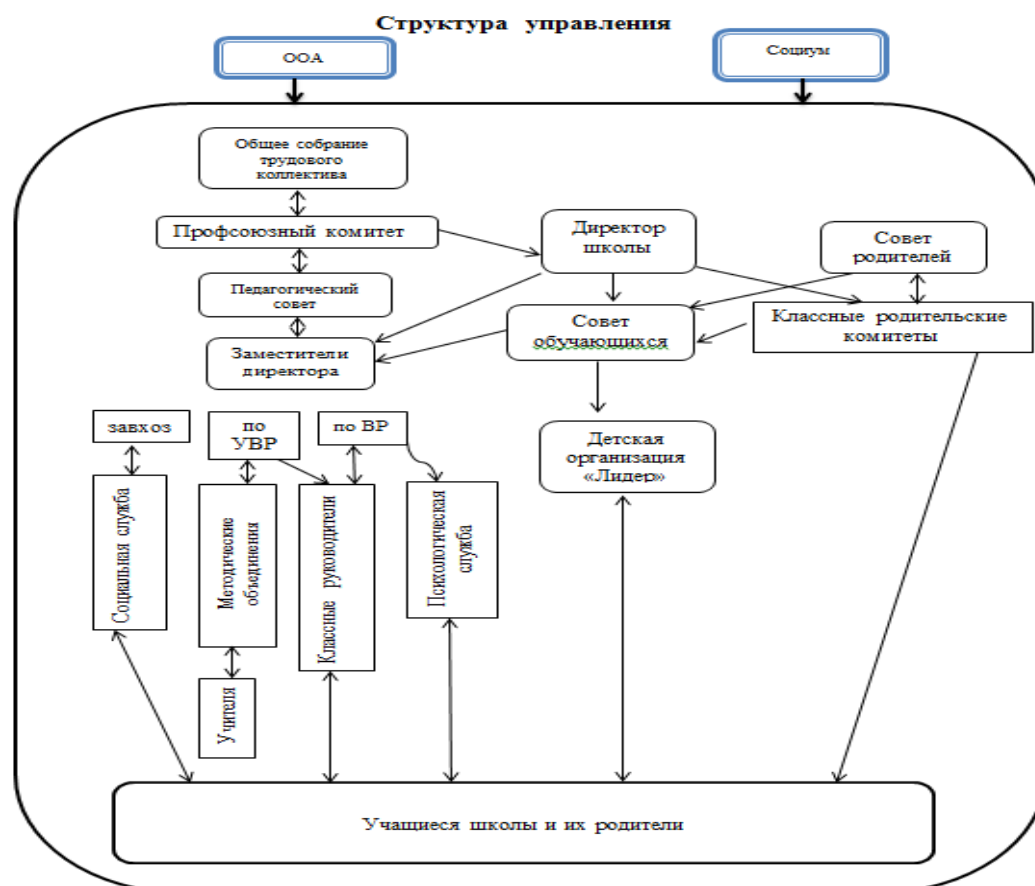 Структура управления
ООА
Социум
Общее собрание
трудового
коллектива
Профсоюзный комитет
Директор
школы
Совет
родителей
Педагогический
совет
Заместители
директора
Совет
обучающихся
Классные родительские
комитеты
завхоз
по
УВР
по ВР
Детская
организация
«Лидер»
Социальная служба
Методические
объединения
Классные руководители
Психологическая
служба
Учителя
Учащиеся школы и их родители